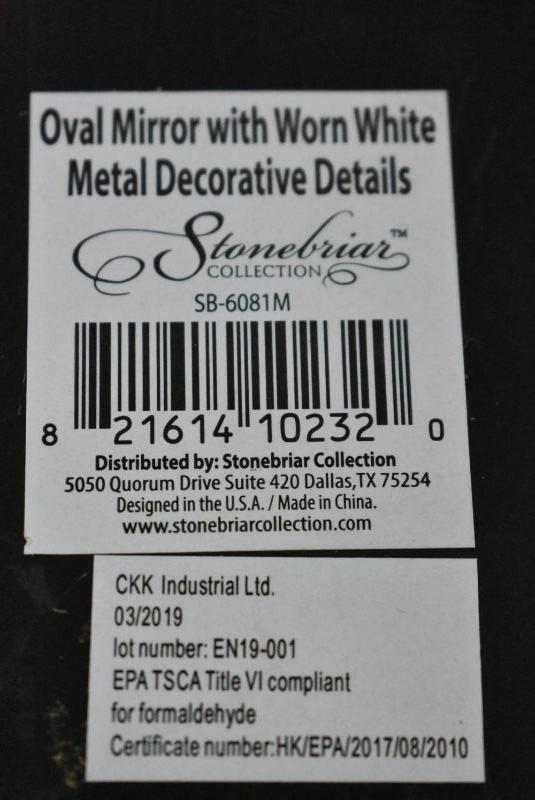 Oval Mirror with Worn White
Metal Decorative Details
Stonebriar™
COLLECTION
SB-6081M
8 21614 10232 0
Distributed by: Stonebriar Collection
5050 Quorum Drive Suite 420 Dallas,TX 75254
Designed in the U.S.A. / Made in China.
www.stonebriarcollection.com
CKK Industrial Ltd.
03/2019
lot number: EN19-001
EPA TSCA Title VI compliant
for formaldehyde
Certificate number:HK/EPA/2017/08/2010